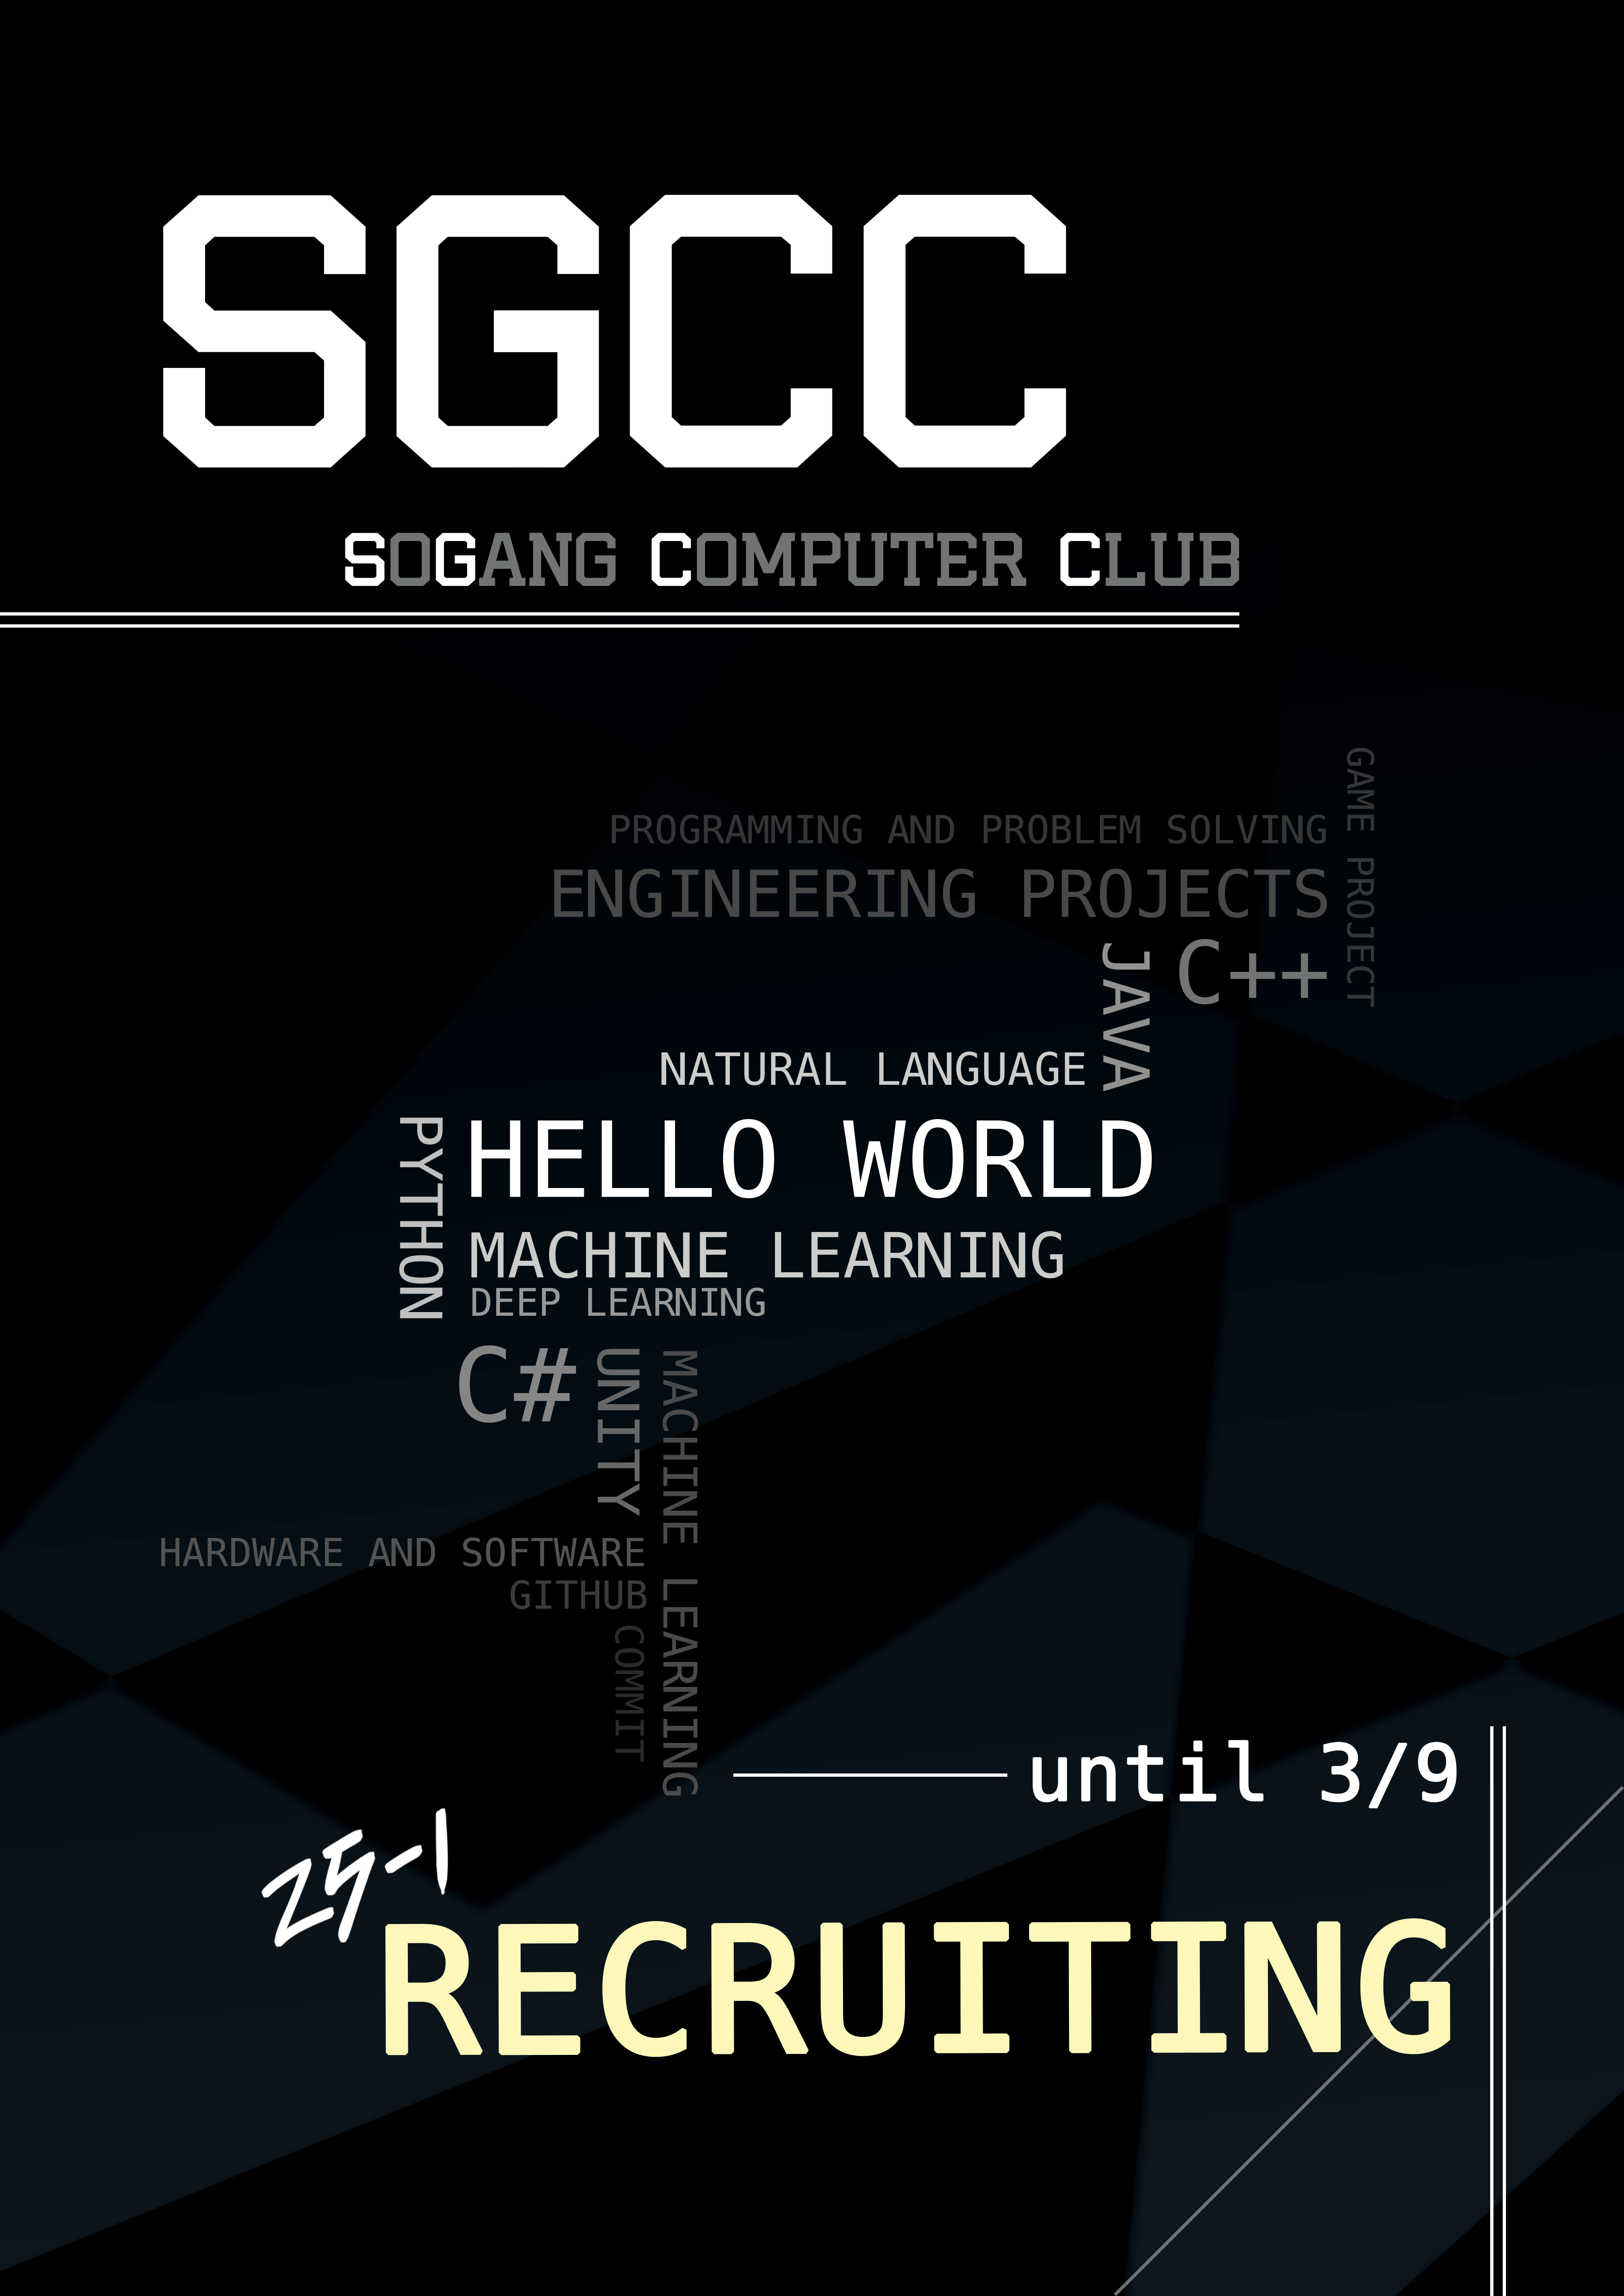 SGCC
SOGANG COMPUTER CLUB
GAME PROJECT
PROGRAMMING AND PROBLEM SOLVING
ENGINEERING PROJECTS
JAVA
C++
NATURAL LANGUAGE
PYTHON
HELLO WORLD
MACHINE LEARNING
DEEP LEARNING
C#
UNITY
MACHINE LEARNING
HARDWARE AND SOFTWARE
GITHUB
COMMIT
until 3/9
25-1
RECRUITING